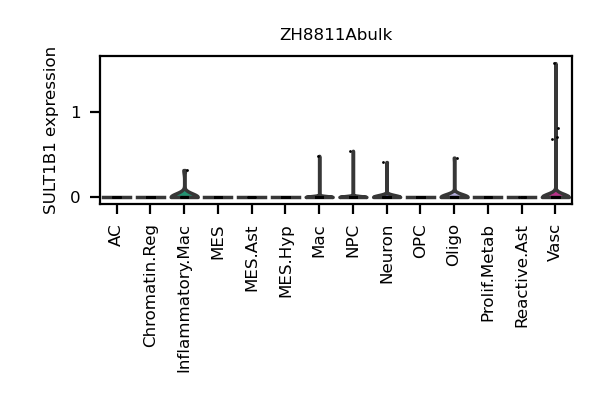 ZH8811Abulk
SULT1B1 expression
1
0
AC
Chromatin.Reg
Inflammatory.Mac
MES
MES.Ast
MES.Hyp
Mac
NPC
Neuron
OPC
Oligo
Prolif.Metab
Reactive.Ast
Vasc